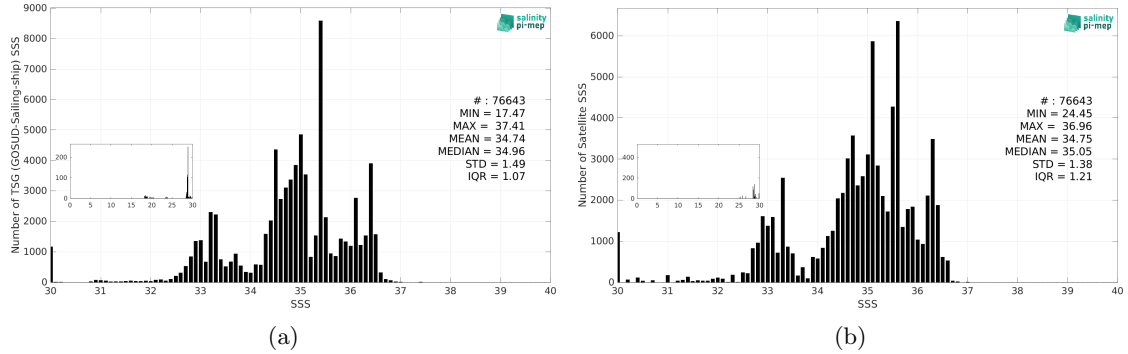 9000
8000
7000
6000
5000
4000
3000
2000
1000
0
Number of TSG (GOSUD-Sailing-ship) SSS
salinity
pi-mep
# : 76643
MIN = 17.47
MAX = 37.41
MEAN = 34.74
MEDIAN = 34.96
STD = 1.49
IQR = 1.07
200
100
0
0 5 10 15 20 25 30
30 31 32 33 34 35 36 37 38 39 40
SSS
(a)
6000
5000
4000
3000
2000
1000
0
Number of Satellite SSS
salinity
pi-mep
# : 76643
MIN = 24.45
MAX = 36.96
MEAN = 34.75
MEDIAN = 35.05
STD = 1.38
IQR = 1.21
400
200
0
0 5 10 15 20 25 30
30 31 32 33 34 35 36 37 38 39 40
SSS
(b)